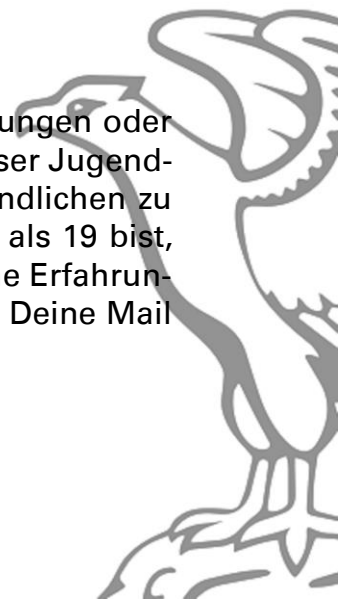 ungen oder
ser Jugend-
ndlichen zu
als 19 bist,
e Erfahrun-
Deine Mail